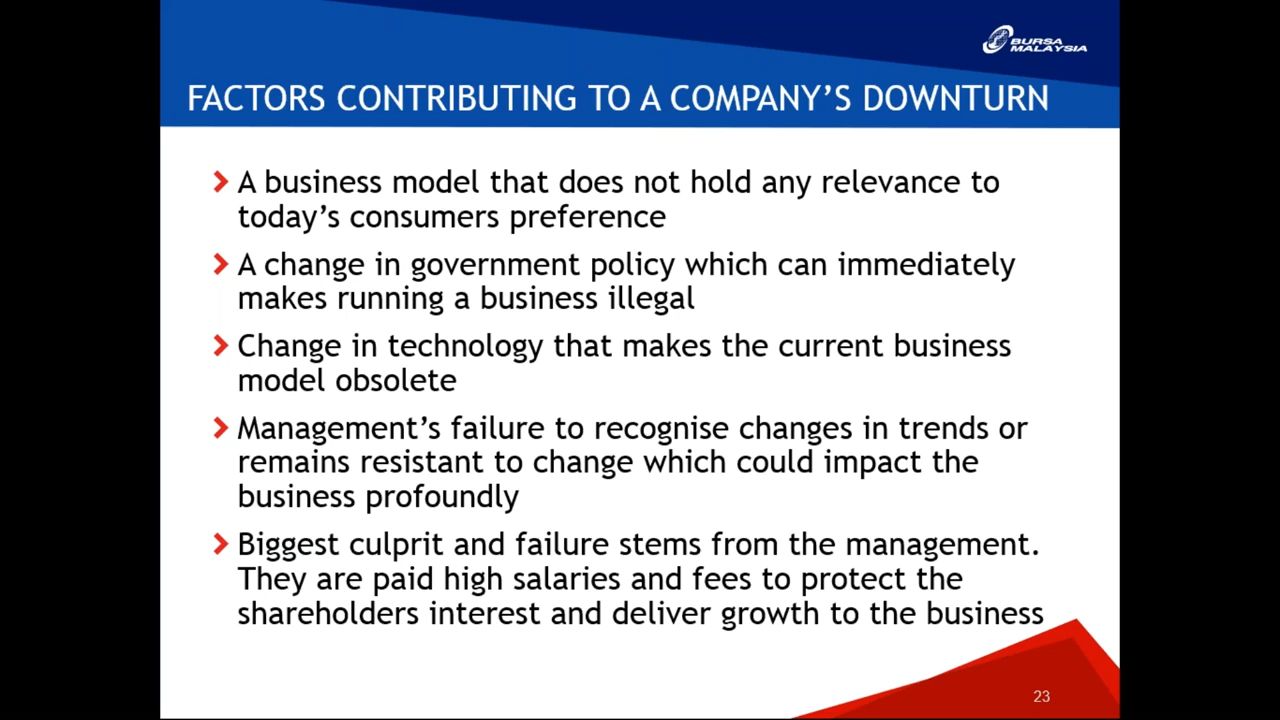 BURSA
MALAYSIA
FACTORS CONTRIBUTING TO A COMPANY’S DOWNTURN
A business model that does not hold any relevance to
today’s consumers preference
A change in government policy which can immediately
makes running a business illegal
Change in technology that makes the current business
model obsolete
Management’s failure to recognise changes in trends or
remains resistant to change which could impact the
business profoundly
Biggest culprit and failure stems from the management.
They are paid high salaries and fees to protect the
shareholders interest and deliver growth to the business
23